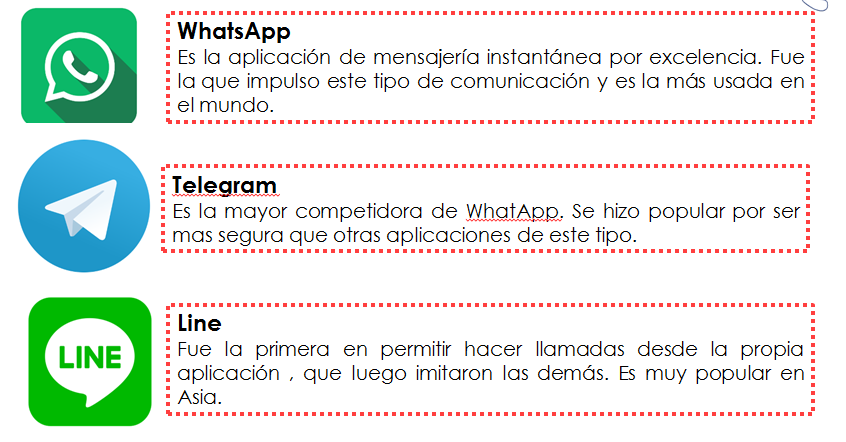 WhatsApp
Es la aplicación de mensajería instantánea por excelencia. Fue
la que impulso este tipo de comunicación y es la más usada en
el mundo.
Telegram
Es la mayor competidora de WhatApp. Se hizo popular por ser
mas segura que otras aplicaciones de este tipo.
LINE
Line
Fue la primera en permitir hacer llamadas desde la propia
aplicación , que luego imitaron las demás. Es muy popular en
Asia.